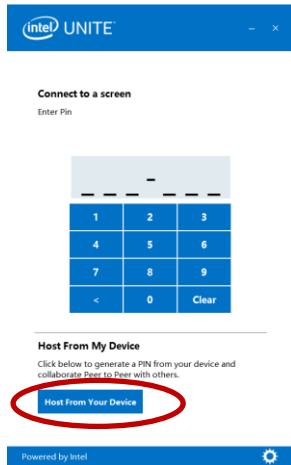 intel UNITE™
Connect to a screen
Enter Pin
_ _ _ - _ _ _
1 2 3
4 5 6
7 8 9
< 0 Clear
Host From My Device
Click below to generate a PIN from your device and
collaborate Peer to Peer with others.
Host From Your Device
Powered by Intel